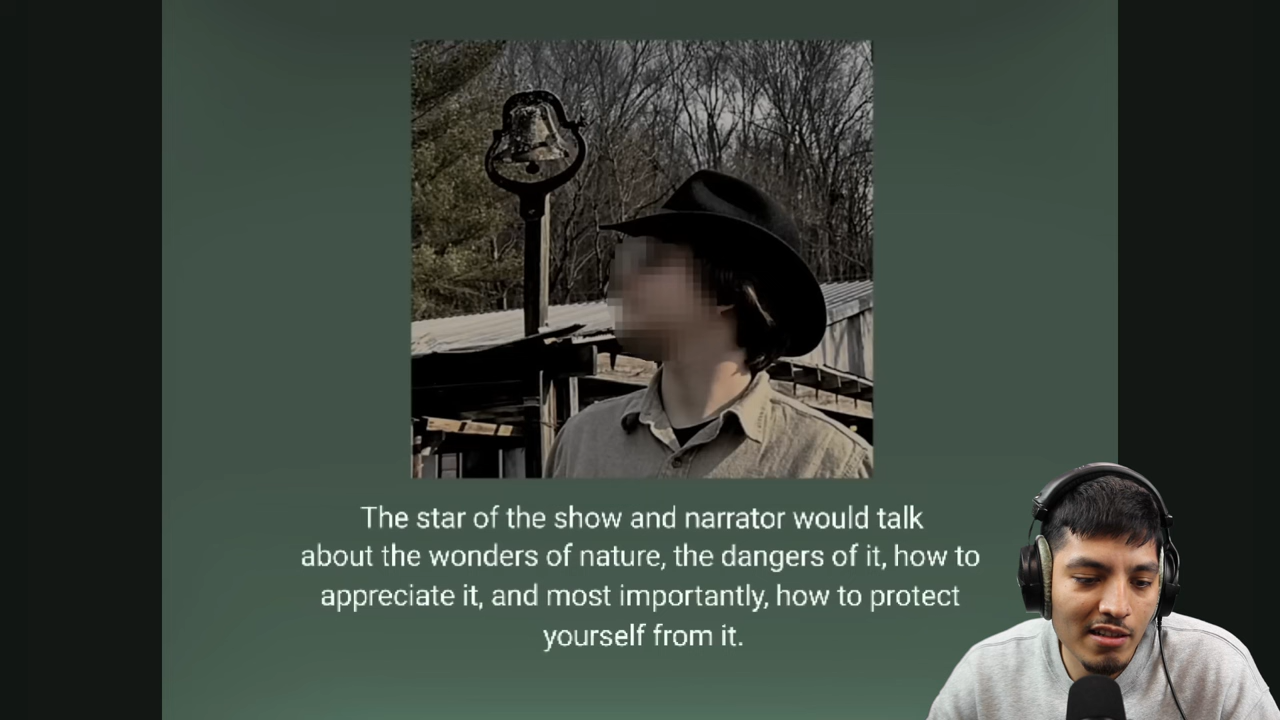 The star of the show and narrator would talk
about the wonders of nature, the dangers of it, how to
appreciate it, and most importantly, how to protect
yourself from it.